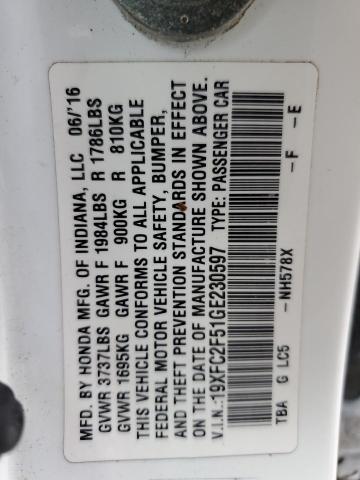 MFD. BY HONDA MFG. OF INDIANA, LLC 06/'16
GVWR 3737LBS GAWR F 1984LBS R 1786LBS
GVWR 1695KG GAWR F 900KG R 810KG
THIS VEHICLE CONFORMS TO ALL APPLICABLE
FEDERAL MOTOR VEHICLE SAFETY, BUMPER,
AND THEFT PREVENTION STANDARDS IN EFFECT
ON THE DATE OF MANUFACTURE SHOWN ABOVE.
V.I.N.:19XFC2F51GE230597 TYPE: PASSENGER CAR
TBA G LC5 -NH578X -F -E